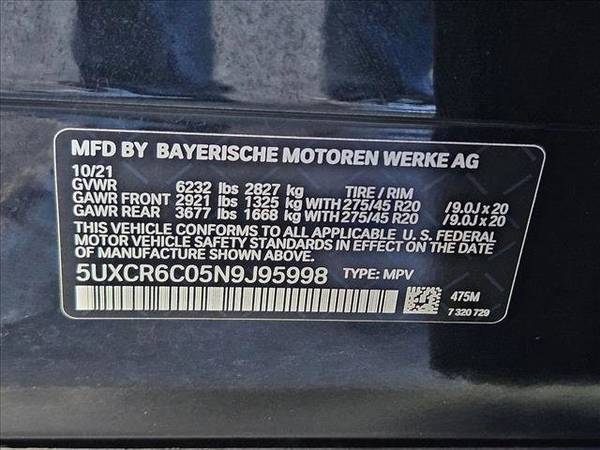 MFD BY BAYERISCHE MOTOREN WERKE AG
10/21
GVWR 6232 lbs 2827 kg TIRE / RIM
GAWR FRONT 2921 lbs 1325 kg WITH 275/45 R20 /9.0J x 20
GAWR REAR 3677 lbs 1668 kg WITH 275/45 R20 /9.0J x 20
THIS VEHICLE CONFORMS TO ALL APPLICABLE U. S. FEDERAL
MOTOR VEHICLE SAFETY STANDARDS IN EFFECT ON THE DATE
OF MANUFACTURE SHOWN ABOVE.
5UXCR6C05N9J95998 TYPE: MPV
475M
7 320 729